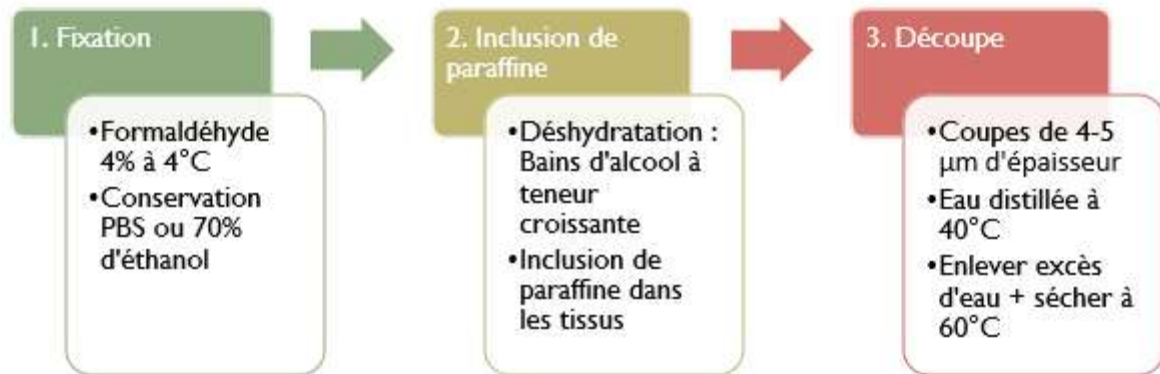 1. Fixation
•Formaldéhyde
4% à 4°C
•Conservation
PBS ou 70%
d'éthanol
2. Inclusion de
paraffine
•Déshydratation :
Bains d'alcool à
teneur
croissante
•Inclusion de
paraffine dans
les tissus
3. Découpe
•Coupes de 4-5
µm d'épaisseur
•Eau distillée à
40°C
•Enlever excès
d'eau + sécher à
60°C